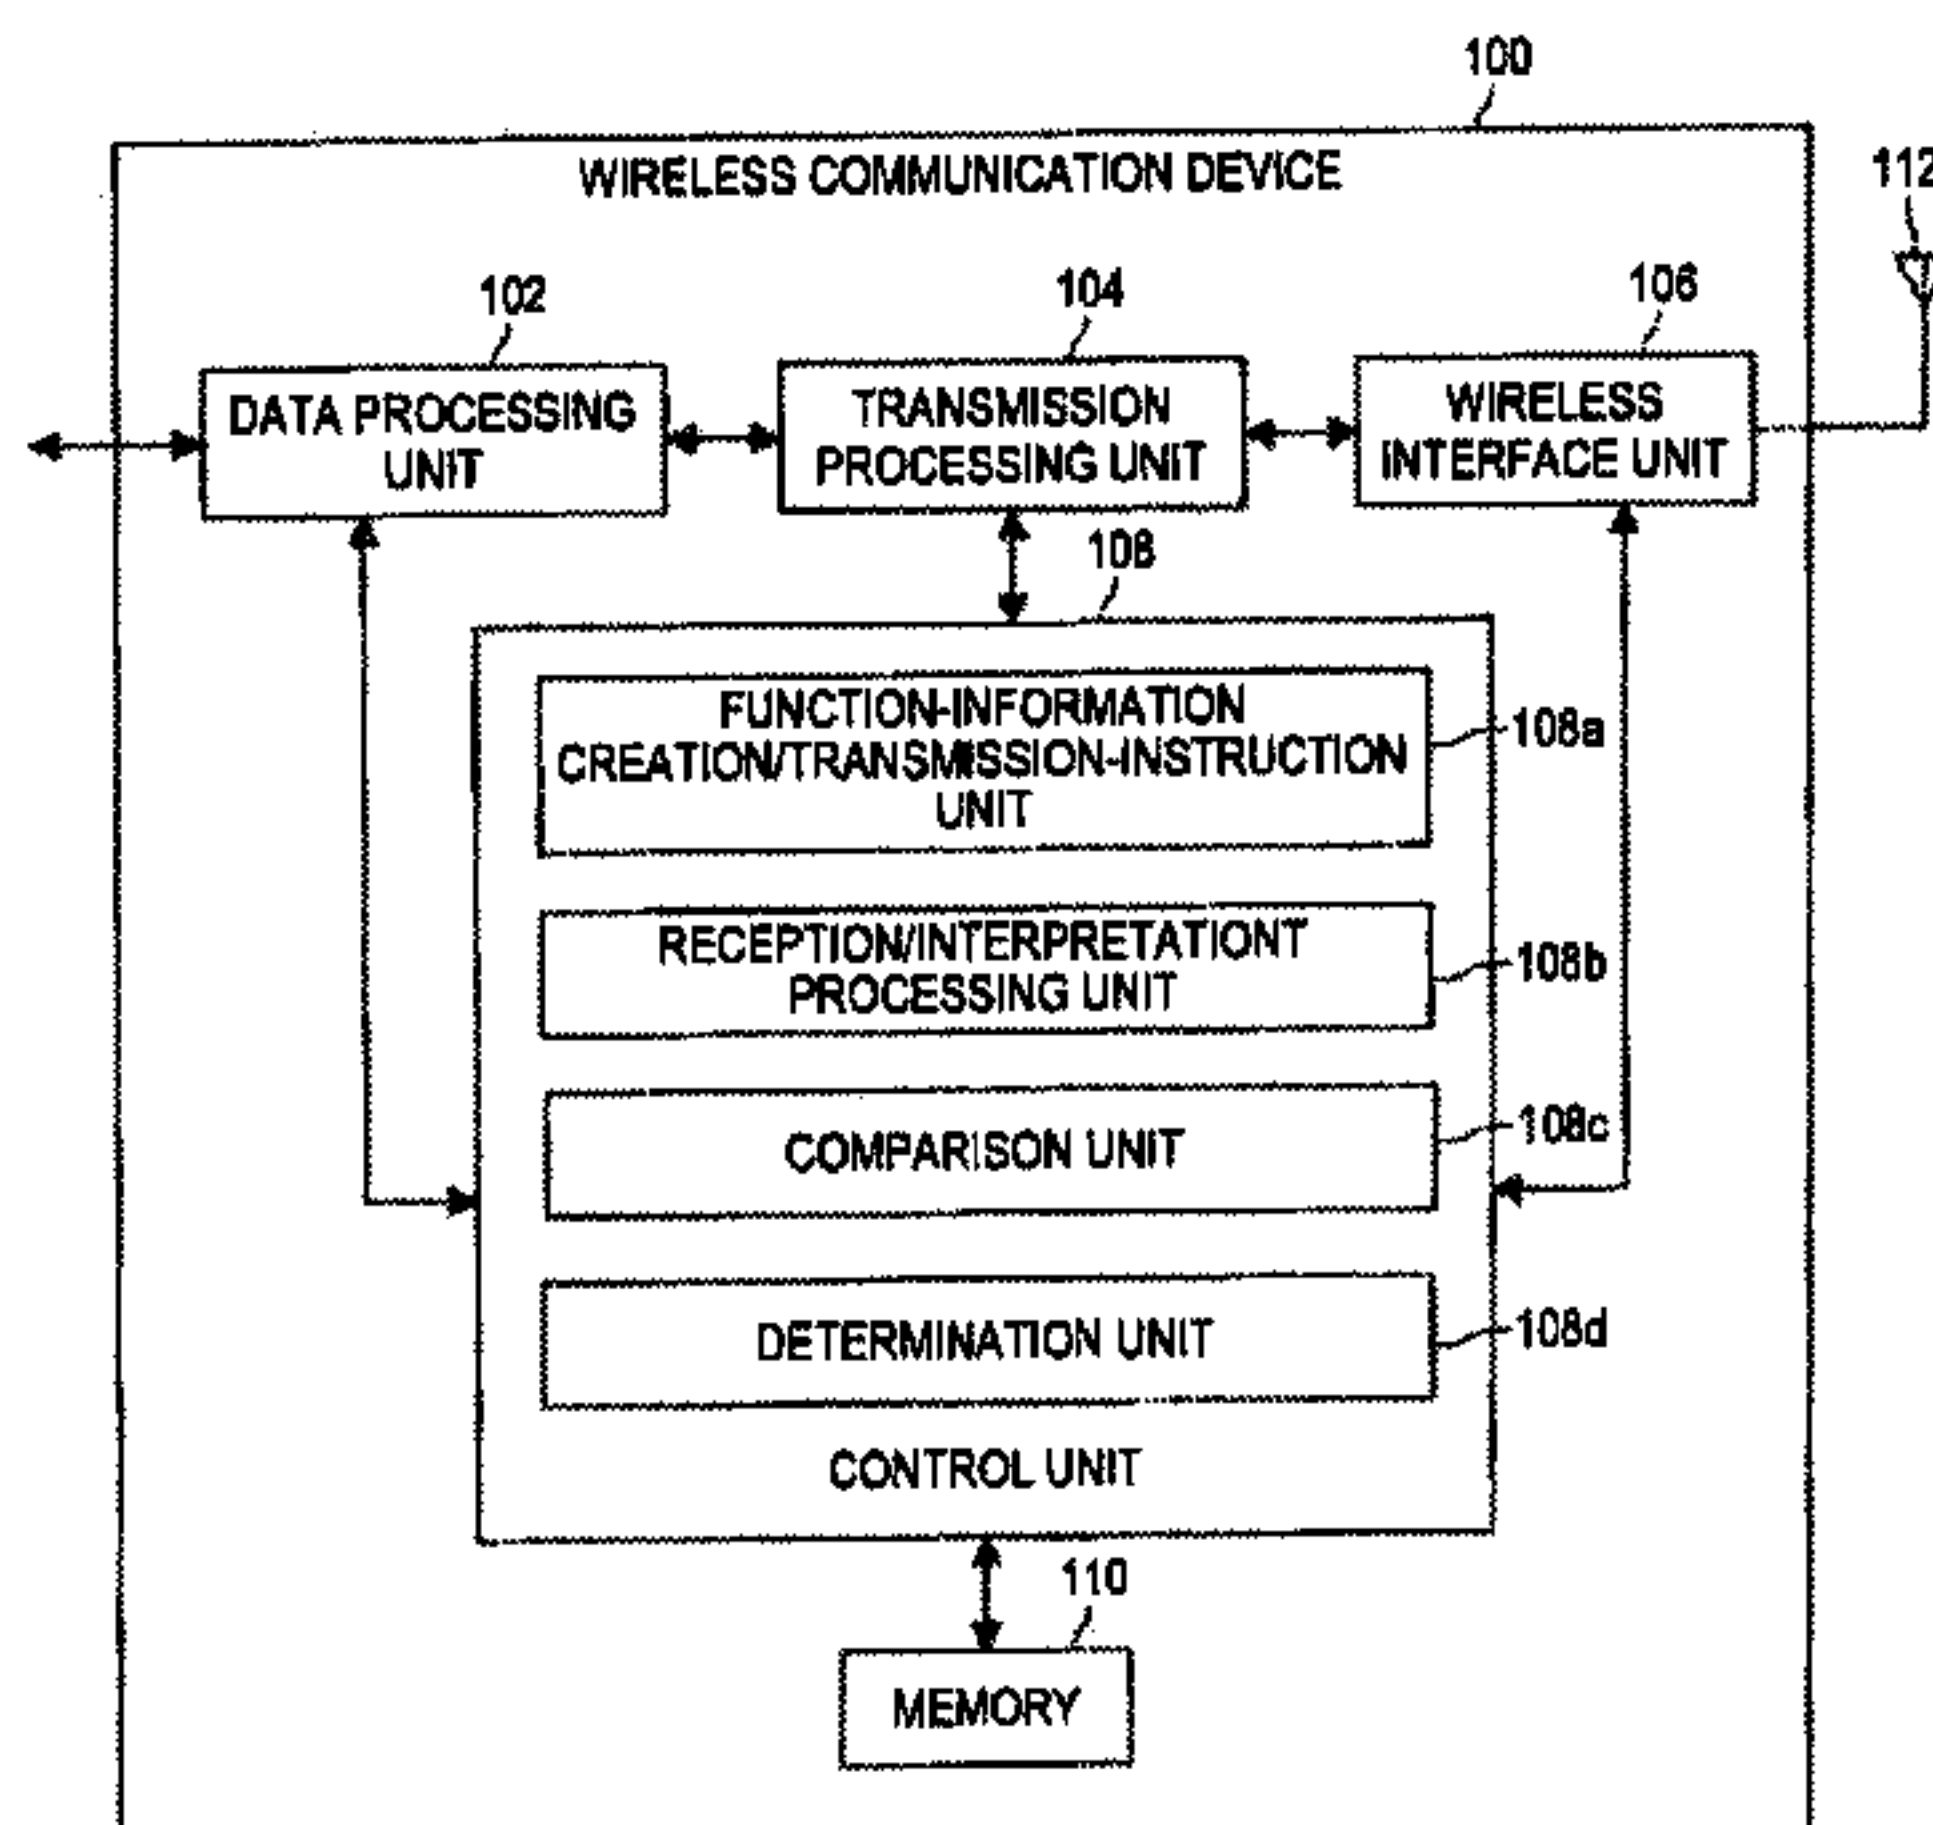 100
WIRELESS COMMUNICATION DEVICE
112
102
104
106
DATA PROCESSING
UNIT
TRANSMISSION
PROCESSING UNIT
WIRELESS
INTERFACE UNIT
108
FUNCTION-INFORMATION
CREATION/TRANSMISSION-INSTRUCTION
UNIT
108a
RECEPTION/INTERPRETATIONT
PROCESSING UNIT
108b
COMPARISON UNIT
108c
DETERMINATION UNIT
108d
CONTROL UNIT
110
MEMORY